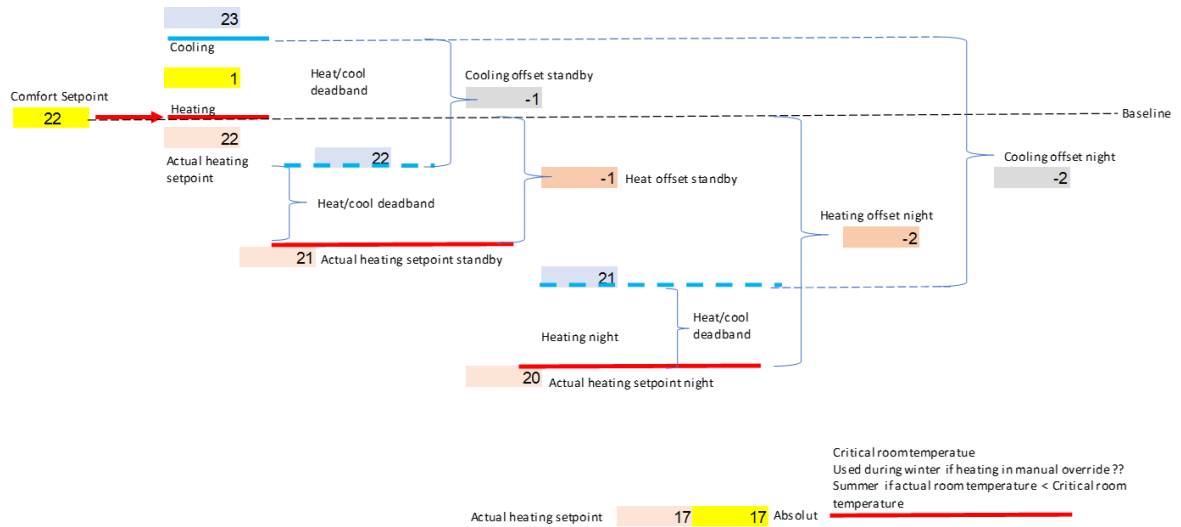 23
Cooling
1
Heat/cool
deadband
Cooling offset standby
-1
Comfort Setpoint
22
Heating
Baseline
22
Actual heating
setpoint
22
Cooling offset night
-2
-1
Heat offset standby
Heat/cool deadband
Heating offset night
-2
21
Actual heating setpoint standby
21
Heat/cool
deadband
Heating night
20
Actual heating setpoint night
Critical room temperatue
Used during winter if heating in manual override ??
Summer if actual room temperature < Critical room
temperature
Actual heating setpoint
17
17
Absolut